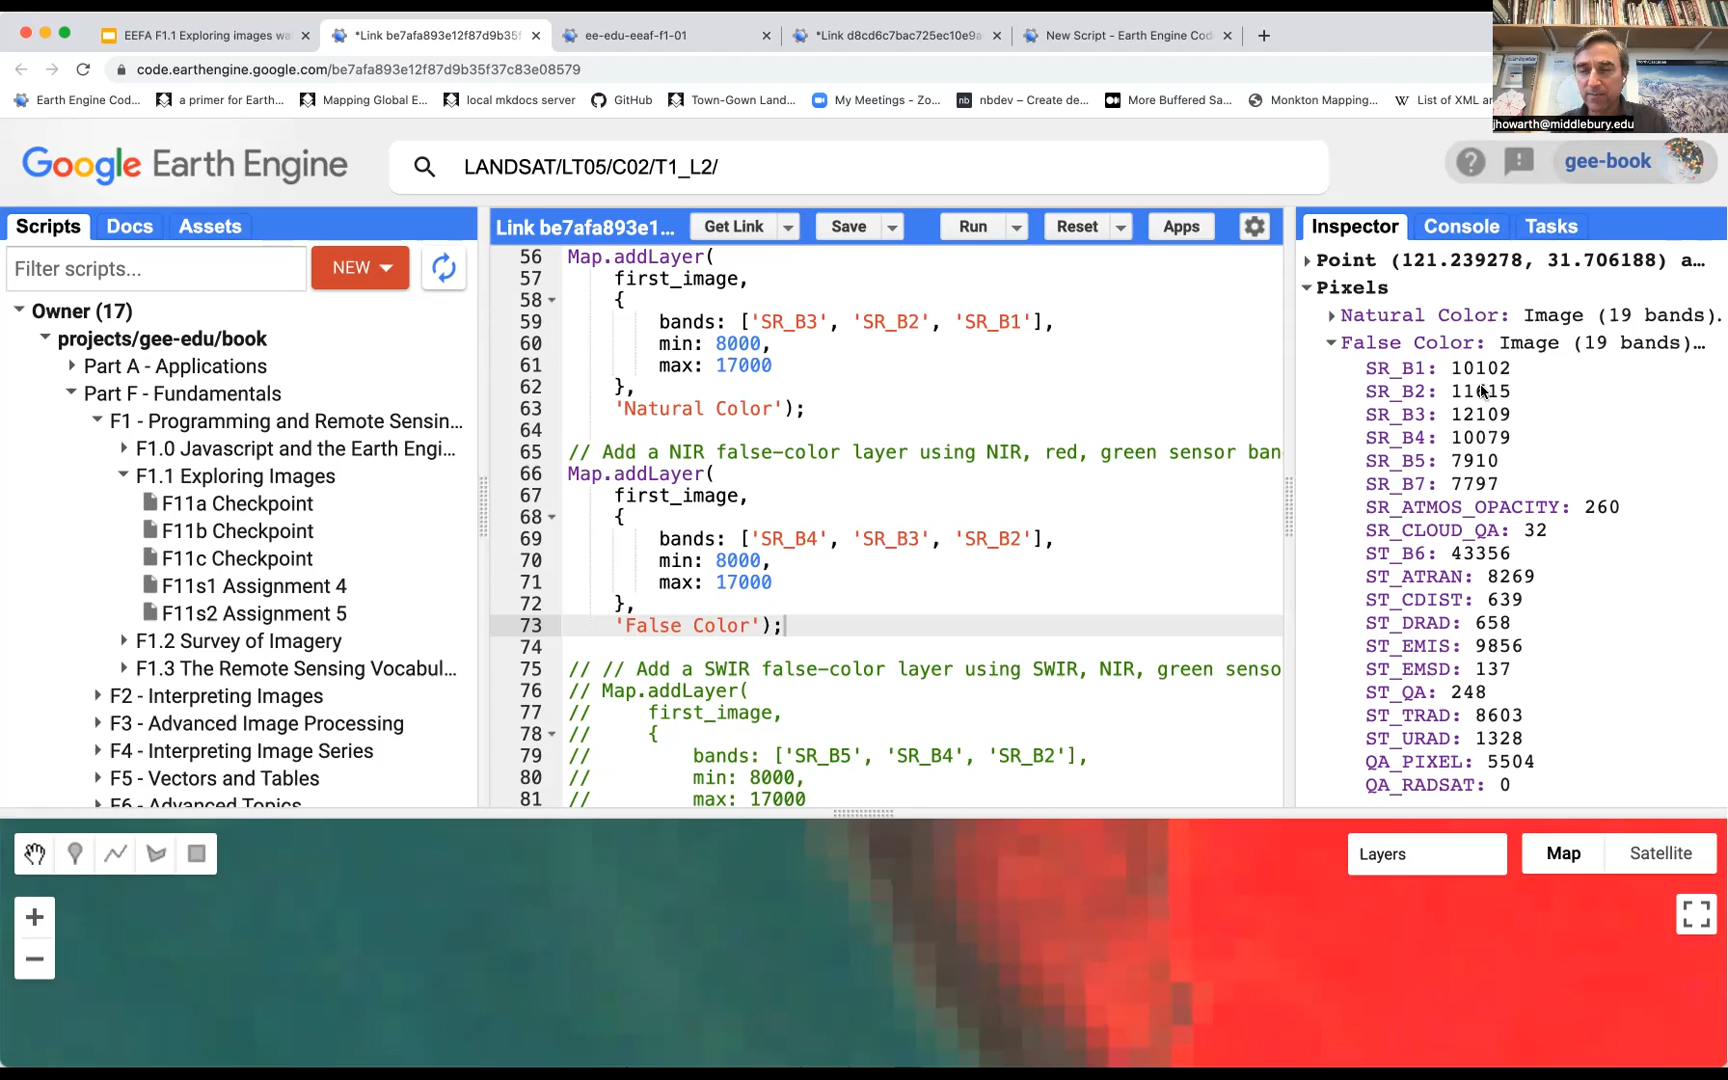 EEFA F1.1 Exploring images wa
*Link be7afa893e12f87d9b35f
ee-edu-eeaf-f1-01
*Link d8cd6c7bac725ec10e9a
New Script - Earth Engine Cod
code.earthengine.google.com/be7afa893e12f87d9b35f37c83e08579
Earth Engine Cod...
a primer for Earth...
Mapping Global E...
local mkdocs server
GitHub
Town-Gown Land...
My Meetings - Zo...
nbdev – Create de...
More Buffered Sa...
Monkton Mapping...
List of XML an
jhowarth@middlebury.edu
Google Earth Engine
LANDSAT/LT05/C02/T1_L2/
gee-book
Scripts
Docs
Assets
Filter scripts...
NEW
Owner (17)
projects/gee-edu/book
Part A - Applications
Part F - Fundamentals
F1 - Programming and Remote Sensin...
F1.0 Javascript and the Earth Engi...
F1.1 Exploring Images
F11a Checkpoint
F11b Checkpoint
F11c Checkpoint
F11s1 Assignment 4
F11s2 Assignment 5
F1.2 Survey of Imagery
F1.3 The Remote Sensing Vocabul...
F2 - Interpreting Images
F3 - Advanced Image Processing
F4 - Interpreting Image Series
F5 - Vectors and Tables
F6 - Advanced Topics
Link be7afa893e1...
Get Link
Save
Run
Reset
Apps
56 Map.addLayer(
57 first_image,
58 {
59 bands: ['SR_B3', 'SR_B2', 'SR_B1'],
60 min: 8000,
61 max: 17000
62 },
63 'Natural Color');
64
65 // Add a NIR false-color layer using NIR, red, green sensor ban
66 Map.addLayer(
67 first_image,
68 {
69 bands: ['SR_B4', 'SR_B3', 'SR_B2'],
70 min: 8000,
71 max: 17000
72 },
73 'False Color');
74
75 // // Add a SWIR false-color layer using SWIR, NIR, green senso
76 // Map.addLayer(
77 // first_image,
78 // {
79 // bands: ['SR_B5', 'SR_B4', 'SR_B2'],
80 // min: 8000,
81 // max: 17000
Inspector
Console
Tasks
Point (121.239278, 31.706188) a...
Pixels
Natural Color: Image (19 bands).
False Color: Image (19 bands)...
SR_B1: 10102
SR_B2:
SR_B3: 12109
SR_B4: 10079
SR_B5: 7910
SR_B7: 7797
SR_ATMOS_OPACITY: 260
SR_CLOUD_QA: 32
ST_B6: 43356
ST_ATRAN: 8269
ST_CDIST: 639
ST_DRAD: 658
ST_EMIS: 9856
ST_EMSD: 137
ST_QA: 248
ST_TRAD: 8603
ST_URAD: 1328
QA_PIXEL: 5504
QA_RADSAT: 0
Layers
Map
Satellite